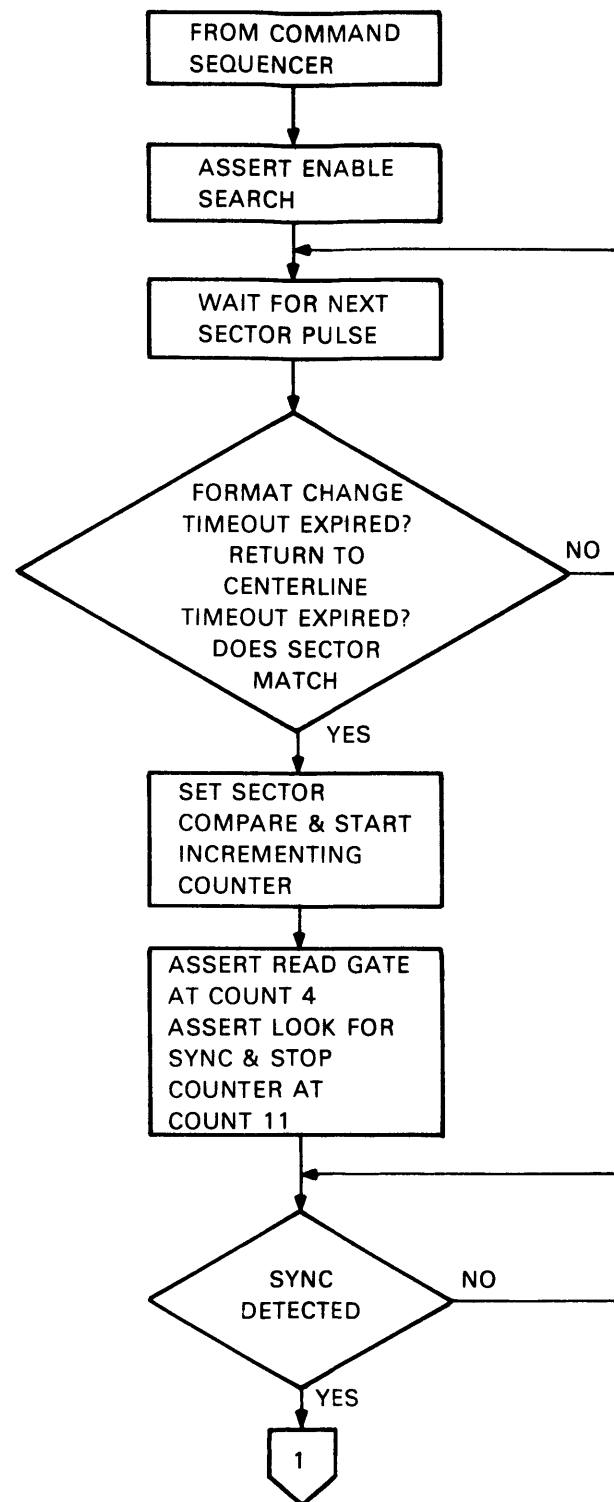 FROM COMMAND
SEQUENCER
ASSERT ENABLE
SEARCH
WAIT FOR NEXT
SECTOR PULSE
FORMAT CHANGE
TIMEOUT EXPIRED?
RETURN TO
CENTERLINE
TIMEOUT EXPIRED?
DOES SECTOR
MATCH
NO
YES
SET SECTOR
COMPARE & START
INCREMENTING
COUNTER
ASSERT READ GATE
AT COUNT 4
ASSERT LOOK FOR
SYNC & STOP
COUNTER AT
COUNT 11
SYNC
DETECTED
NO
YES
1